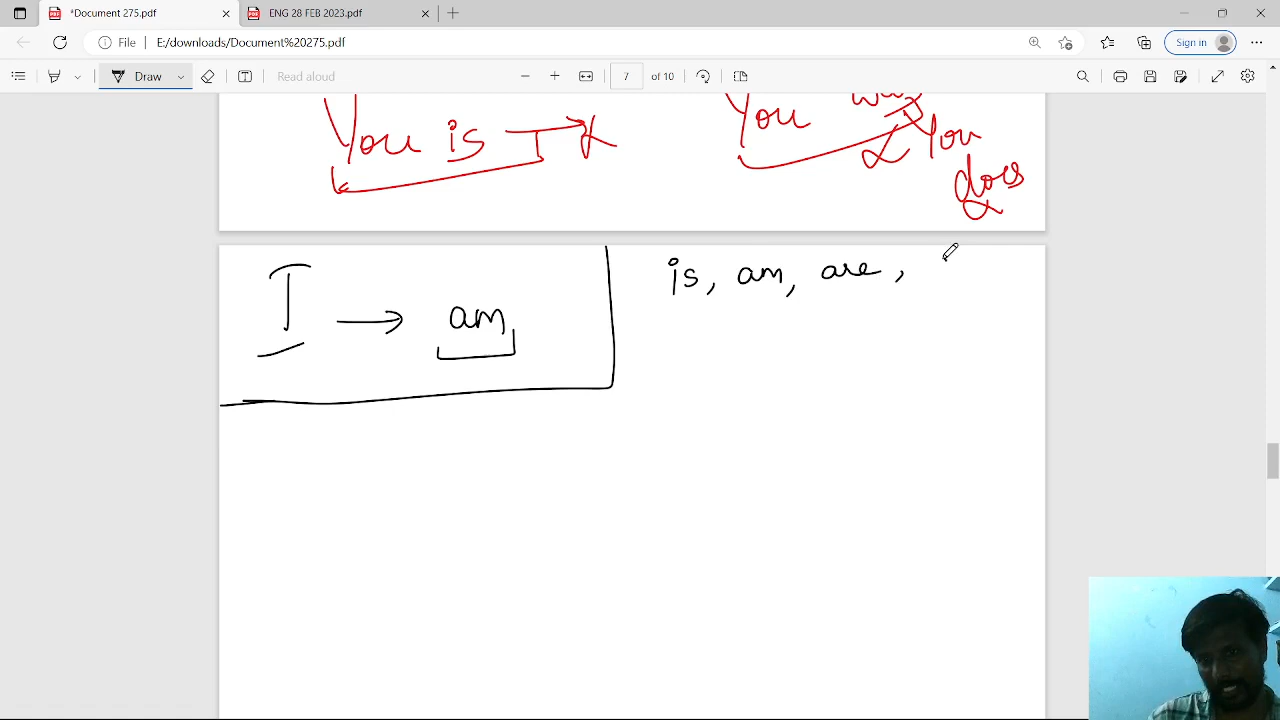 *Document 275.pdf
ENG 28 FEB 2023.pdf
File E:/downloads/Document%20275.pdf
Sign in
Draw
Read aloud
7 of 10
You is
You was
You
does
I → am
is, am, are,